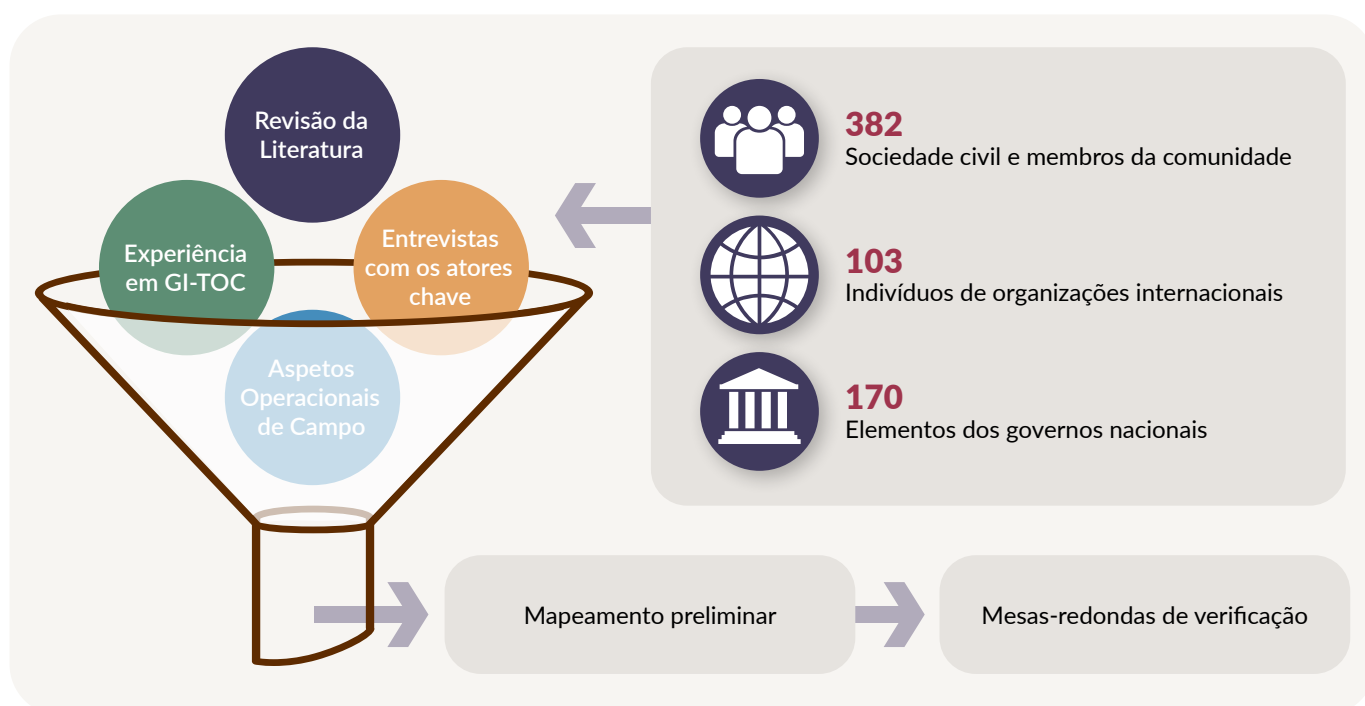 Revisão da
Literatura
Experiência
em GI-TOC
Entrevistas
com os atores
chave
Aspetos
Operacionais
de Campo
382
Sociedade civil e membros da comunidade
103
Indivíduos de organizações internacionais
170
Elementos dos governos nacionais
Mapeamento preliminar
Mesas-redondas de verificação